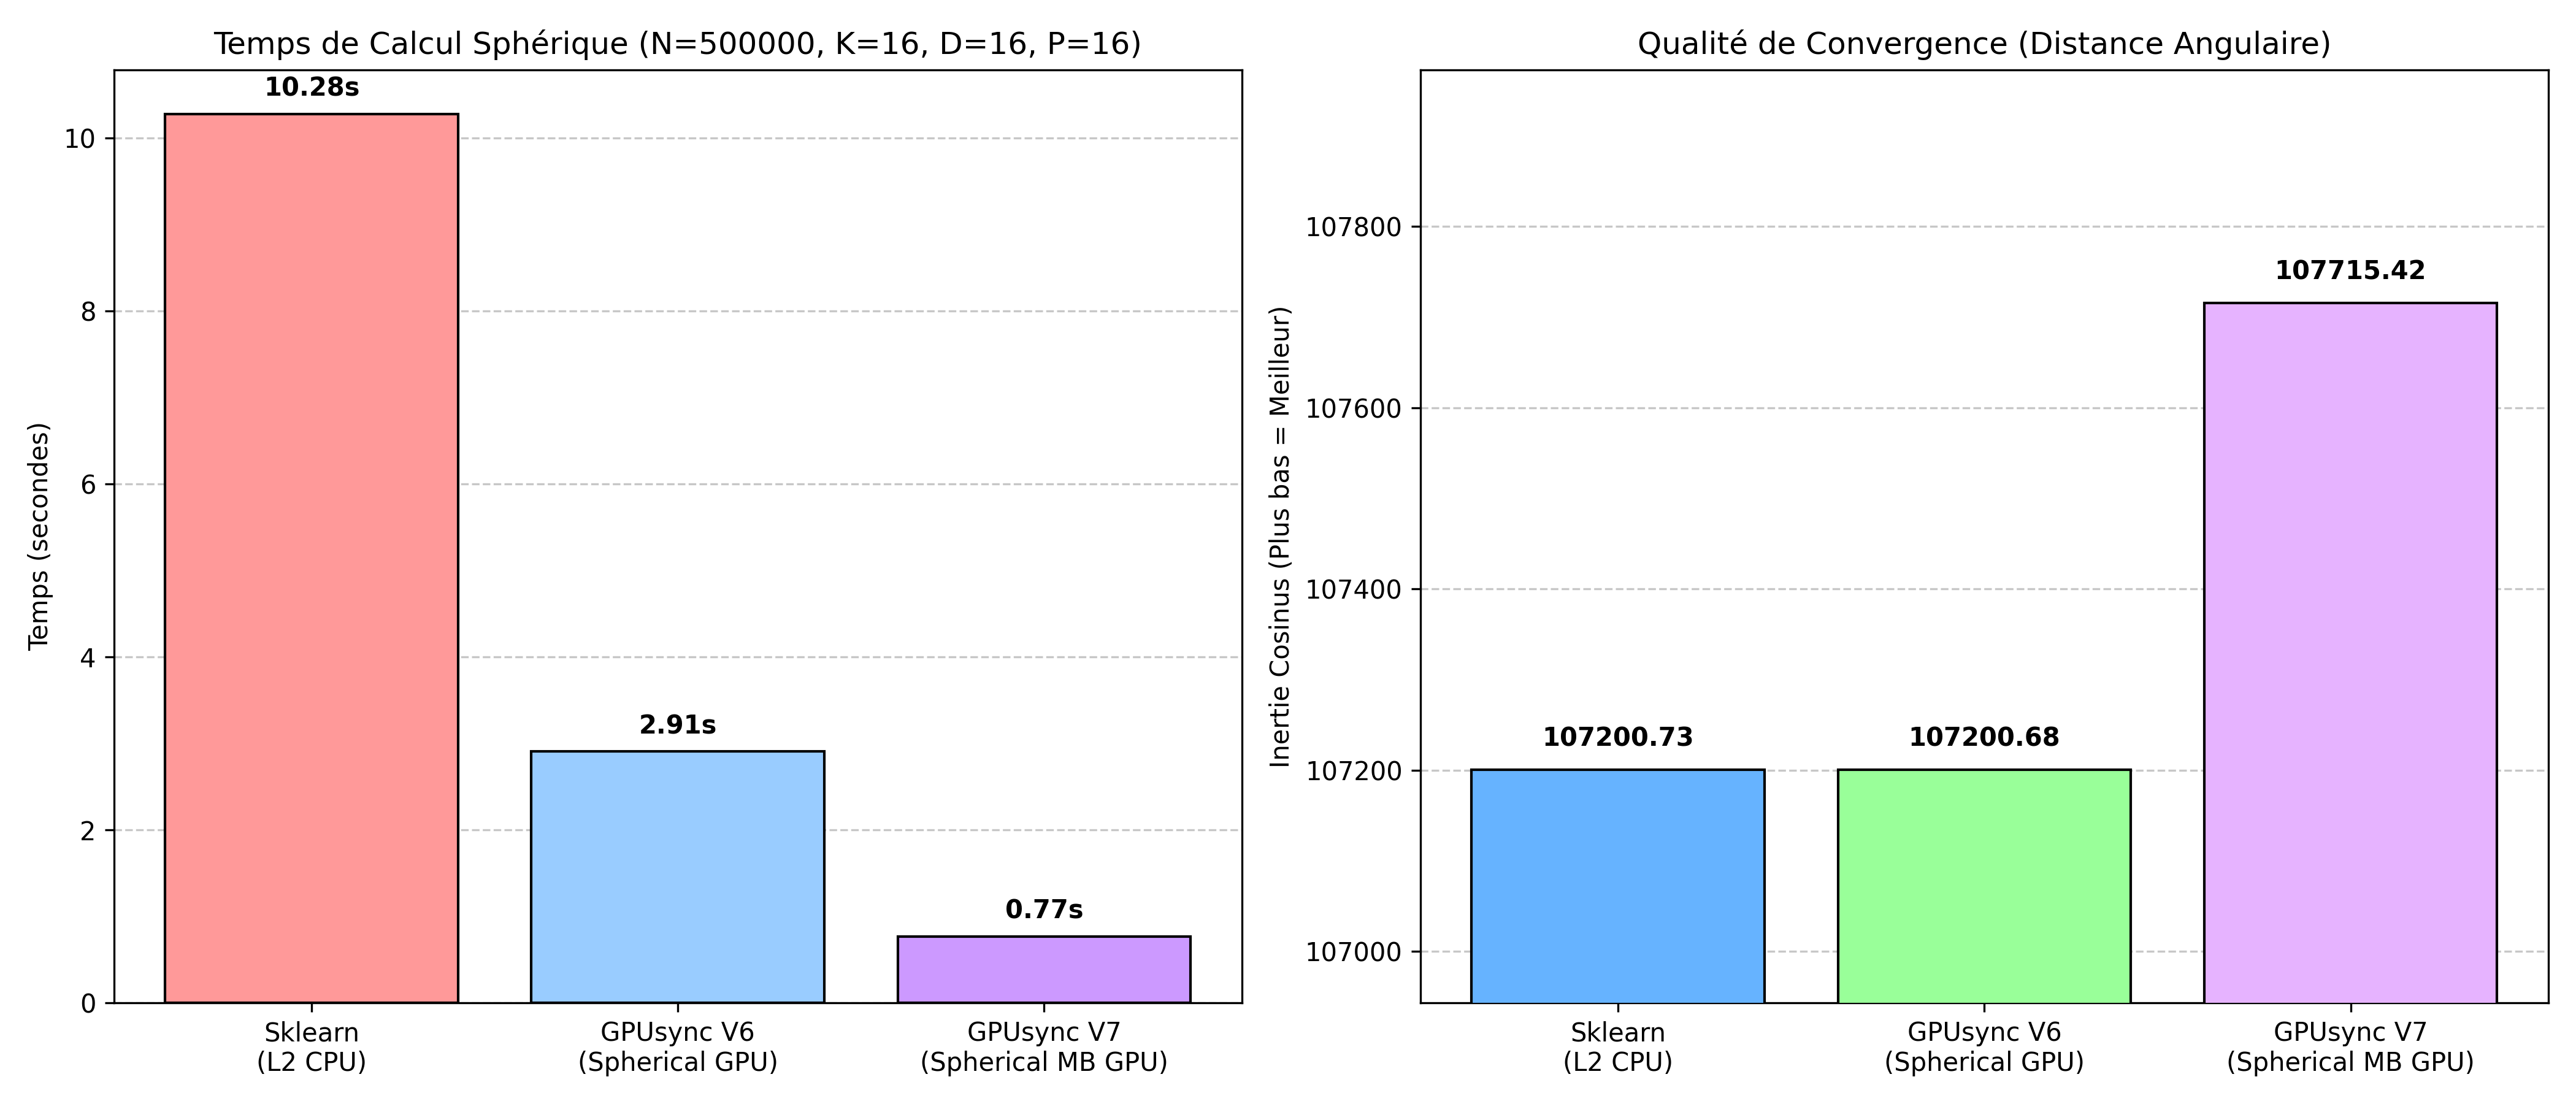 Temps de Calcul Sphérique (N=500000, K=16, D=16, P=16)
Temps (secondes)
10
8
6
4
2
0
10.28s
2.91s
0.77s
Sklearn
(L2 CPU)
GPUsync V6
(Spherical GPU)
GPUsync V7
(Spherical MB GPU)
Qualité de Convergence (Distance Angulaire)
Inertie Cosinus (Plus bas = Meilleur)
107800
107600
107400
107200
107000
107200.73
107200.68
107715.42
Sklearn
(L2 CPU)
GPUsync V6
(Spherical GPU)
GPUsync V7
(Spherical MB GPU)